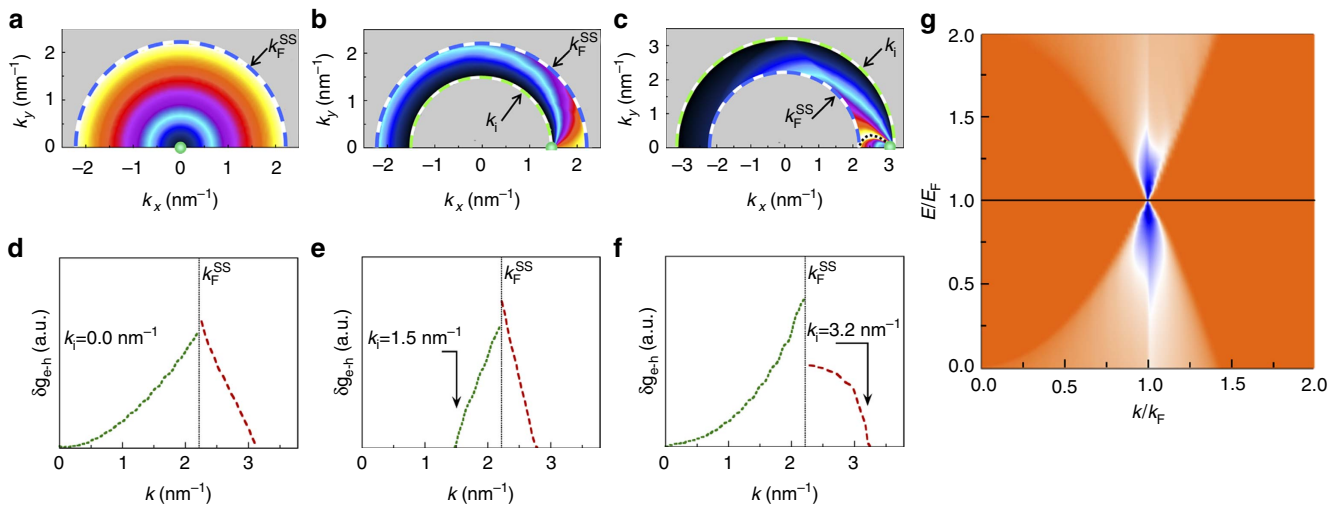 a
k_F^SS
k_y (nm⁻¹)
2
1
0
−2 −1 0 1 2
k_x (nm⁻¹)
b
k_F^SS
k_i
k_y (nm⁻¹)
2
1
0
−2 −1 0 1 2
k_x (nm⁻¹)
c
k_i
k_F^SS
k_y (nm⁻¹)
3
2
1
0
−3 −2 −1 0 1 2 3
k_x (nm⁻¹)
d
k_F^SS
k_i=0.0 nm⁻¹
δg_e-h (a.u.)
0 1 2 3
k (nm⁻¹)
e
k_F^SS
k_i=1.5 nm⁻¹
δg_e-h (a.u.)
0 1 2 3
k (nm⁻¹)
f
k_F^SS
k_i=3.2 nm⁻¹
δg_e-h (a.u.)
0 1 2 3
k (nm⁻¹)
g
2.0
1.5
E/E_F
1.0
0.5
0.0
0.0 0.5 1.0 1.5 2.0
k/k_F